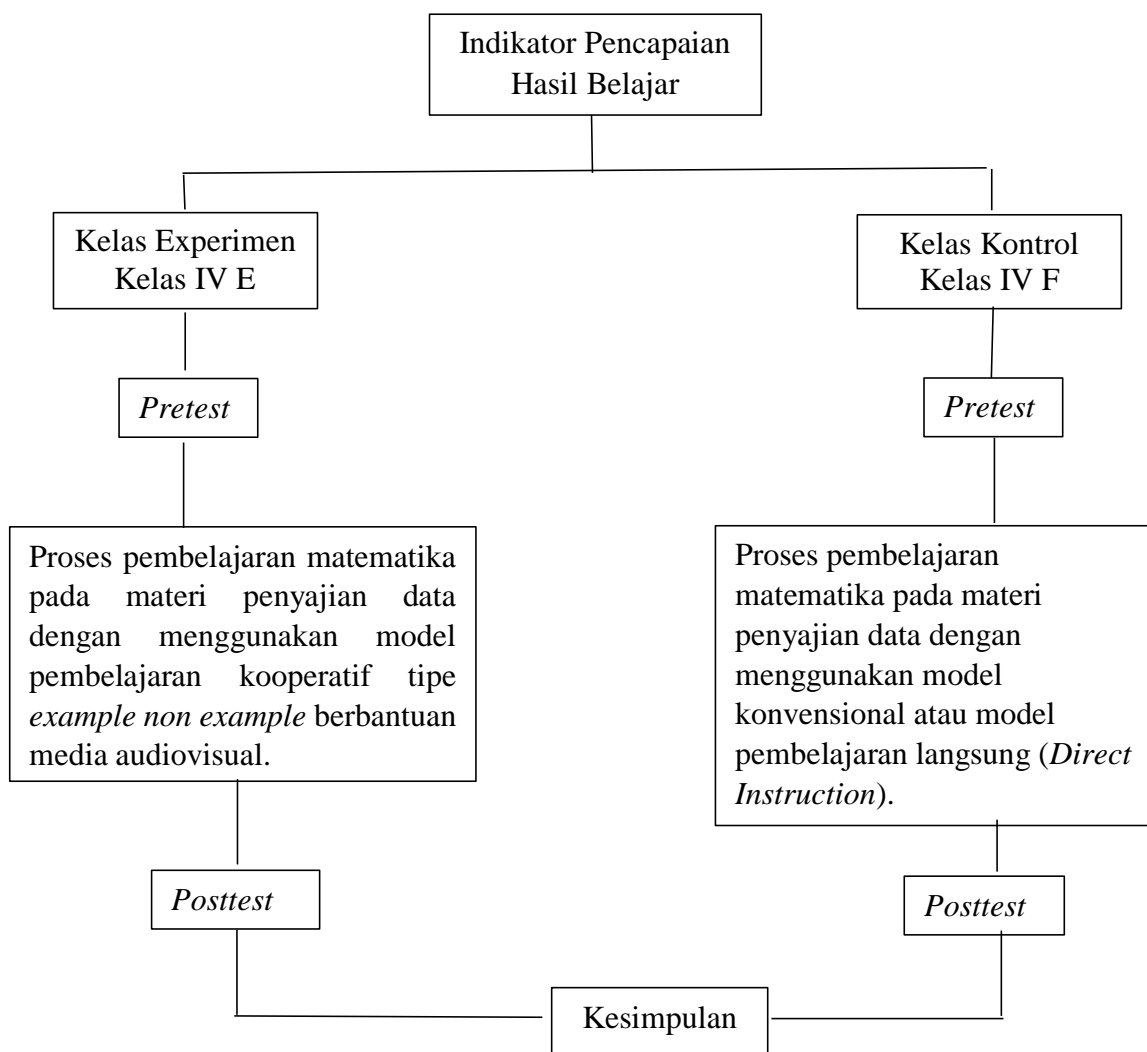 Indikator Pencapaian
Hasil Belajar
Kelas Experimen
Kelas IV E
Kelas Kontrol
Kelas IV F
Pretest
Pretest
Proses pembelajaran matematika
pada materi penyajian data
dengan menggunakan model
pembelajaran kooperatif tipe
example non example berbantuan
media audiovisual.
Proses pembelajaran
matematika pada materi
penyajian data dengan
menggunakan model
konvensional atau model
pembelajaran langsung (Direct
Instruction).
Posttest
Posttest
Kesimpulan